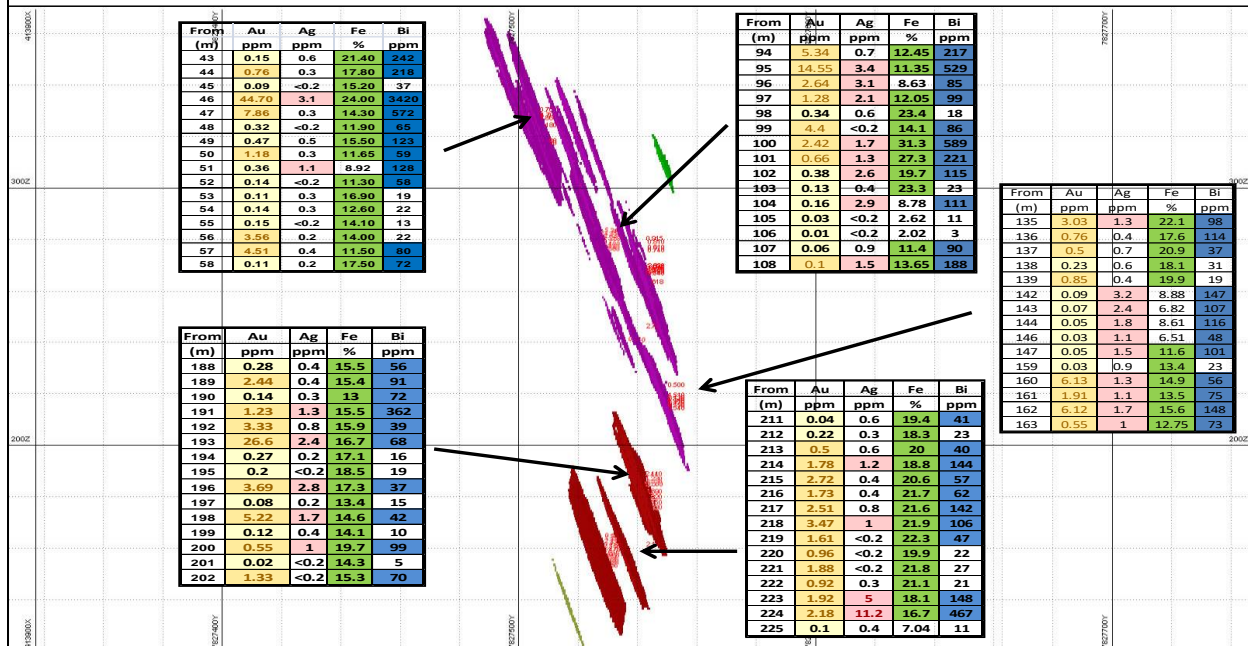 413900X
7827500Y
7827700Y
From Au Ag Fe Bi
(m) ppm ppm % ppm
43 0.15 0.6 21.40 242
44 0.76 0.3 17.80 218
45 0.09 <0.2 15.20 37
46 44.70 3.1 24.00 3420
47 7.86 0.3 14.30 572
48 0.32 <0.2 11.90 65
49 0.47 0.5 15.50 123
50 1.18 0.3 11.65 59
51 0.36 1.1 8.92 128
52 0.14 <0.2 11.30 58
53 0.11 0.3 16.90 19
54 0.14 0.3 12.60 22
55 0.15 <0.2 14.10 13
56 3.56 0.2 14.00 22
57 4.51 0.4 11.50 80
58 0.11 0.2 17.50 72
From Au Ag Fe Bi
(m) ppm ppm % ppm
94 5.34 0.7 12.45 217
95 14.55 3.4 11.35 529
96 2.64 3.1 8.63 85
97 1.28 2.1 12.05 99
98 0.34 0.6 23.4 18
99 4.4 <0.2 14.1 86
100 2.42 1.7 31.3 589
101 0.66 1.3 27.3 221
102 0.38 2.6 19.7 115
103 0.13 0.4 23.3 23
104 0.16 2.9 8.78 111
105 0.03 <0.2 2.62 11
106 0.01 <0.2 2.02 3
107 0.06 0.9 11.4 90
108 0.1 1.5 13.65 188
300Z
300Z
From Au Ag Fe Bi
(m) ppm ppm % ppm
135 3.03 1.3 22.1 98
136 0.76 0.4 17.6 114
137 0.5 0.7 20.9 37
138 0.23 0.6 18.1 31
139 0.85 0.4 19.9 19
142 0.09 3.2 8.88 147
143 0.07 2.4 6.82 107
144 0.05 1.8 8.61 116
146 0.03 1.1 6.51 48
147 0.05 1.5 11.6 101
159 0.03 0.9 13.4 23
160 6.13 1.3 14.9 56
161 1.91 1.1 13.5 75
162 6.12 1.7 15.6 148
163 0.55 1 12.75 73
0.915
0.500
From Au Ag Fe Bi
(m) ppm ppm % ppm
188 0.28 0.4 15.5 56
189 2.44 0.4 15.4 91
190 0.14 0.3 13 72
191 1.23 1.3 15.5 362
192 3.33 0.8 15.9 39
193 26.6 2.4 16.7 68
194 0.27 0.2 17.1 16
195 0.2 <0.2 18.5 19
196 3.69 2.8 17.3 37
197 0.08 0.2 13.4 15
198 5.22 1.7 14.6 42
199 0.12 0.4 14.1 10
200 0.55 1 19.7 99
201 0.02 <0.2 14.3 5
202 1.33 <0.2 15.3 70
From Au Ag Fe Bi
(m) ppm ppm % ppm
211 0.04 0.6 19.4 41
212 0.22 0.3 18.3 23
213 0.5 0.6 20 40
214 1.78 1.2 18.8 144
215 2.72 0.4 20.6 57
216 1.73 0.4 21.7 62
217 2.51 0.8 21.6 142
218 3.47 1 21.9 106
219 1.61 <0.2 22.3 47
220 0.96 <0.2 19.9 22
221 1.88 <0.2 21.8 27
222 0.92 0.3 21.1 21
223 1.92 5 18.1 148
224 2.18 11.2 16.7 467
225 0.1 0.4 7.04 11
200Z
200Z
413900X
7827400Y
7827500Y
7827700Y